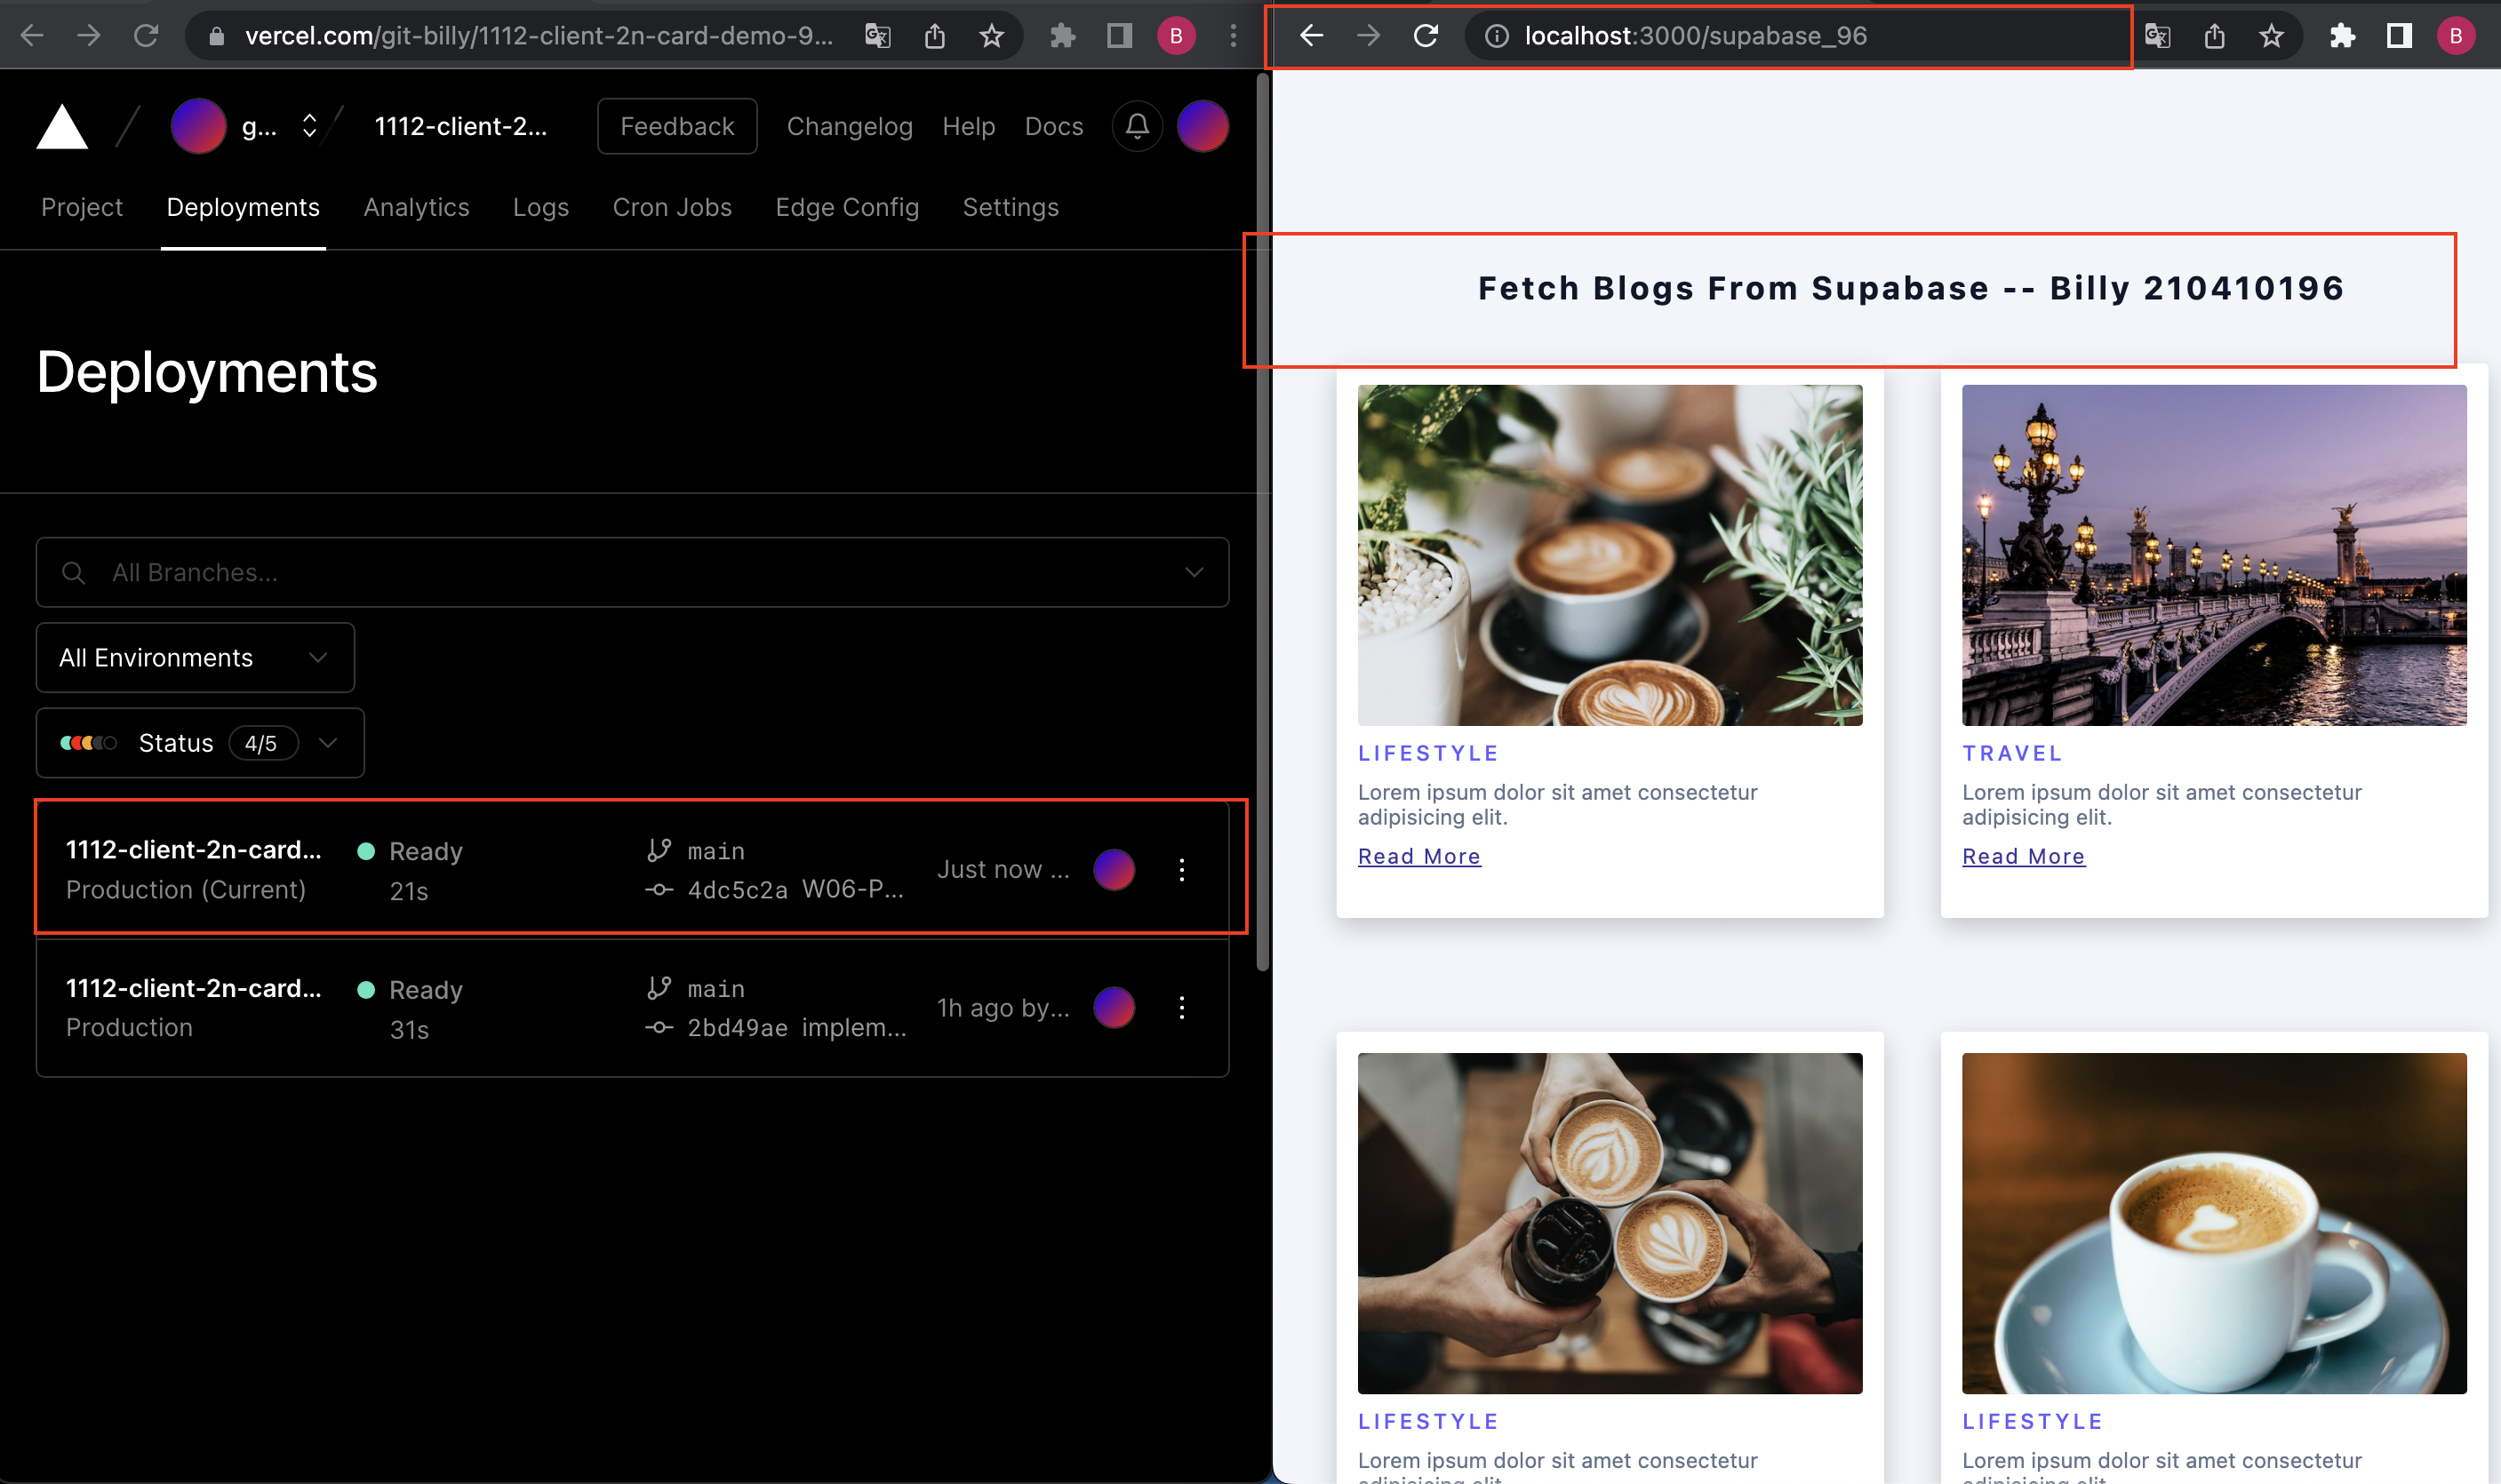 vercel.com/git-billy/1112-client-2n-card-demo-9...
B
g...
1112-client-2...
Feedback
Changelog
Help
Docs
Project
Deployments
Analytics
Logs
Cron Jobs
Edge Config
Settings
Deployments
All Branches...
All Environments
Status 4/5
1112-client-2n-card...
Production (Current)
Ready
21s
main
4dc5c2a W06-P...
Just now ...
1112-client-2n-card...
Production
Ready
31s
main
2bd49ae implem...
1h ago by...
localhost:3000/supabase_96
B
Fetch Blogs From Supabase -- Billy 210410196
LIFESTYLE
Lorem ipsum dolor sit amet consectetur
adipisicing elit.
Read More
TRAVEL
Lorem ipsum dolor sit amet consectetur
adipisicing elit.
Read More
LIFESTYLE
Lorem ipsum dolor sit amet consectetur
LIFESTYLE
Lorem ipsum dolor sit amet consectetur